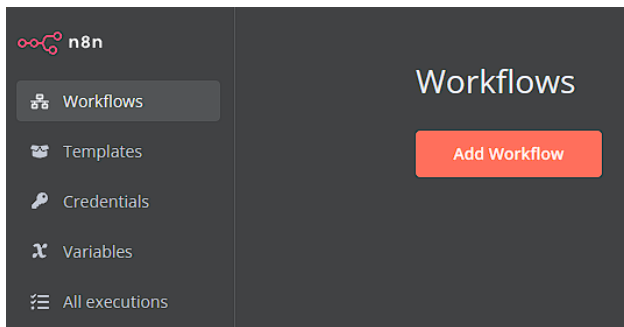 n8n
Workflows
Templates
Credentials
Variables
All executions
Workflows
Add Workflow